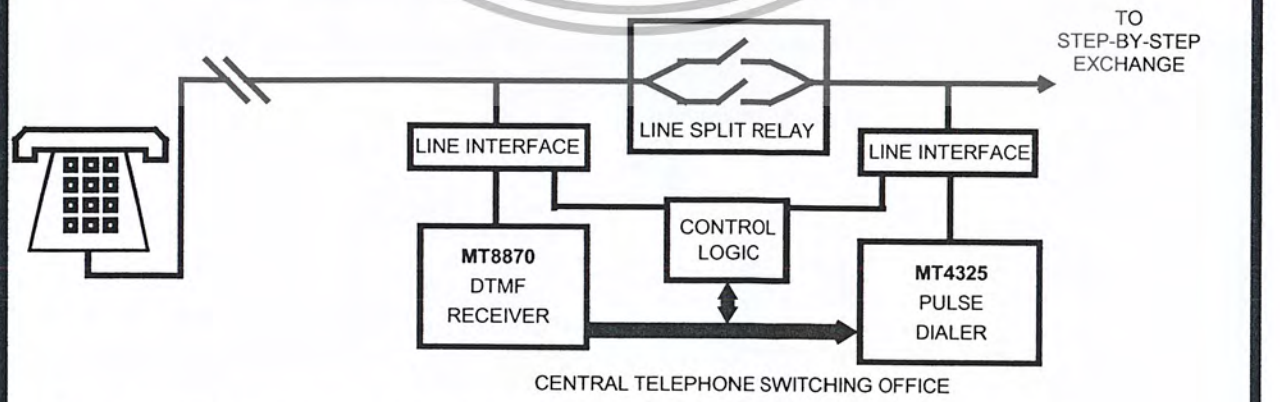 TO
STEP-BY-STEP
EXCHANGE
LINE SPLIT RELAY
LINE INTERFACE
LINE INTERFACE
CONTROL
LOGIC
MT8870
DTMF
RECEIVER
MT4325
PULSE
DIALER
CENTRAL TELEPHONE SWITCHING OFFICE